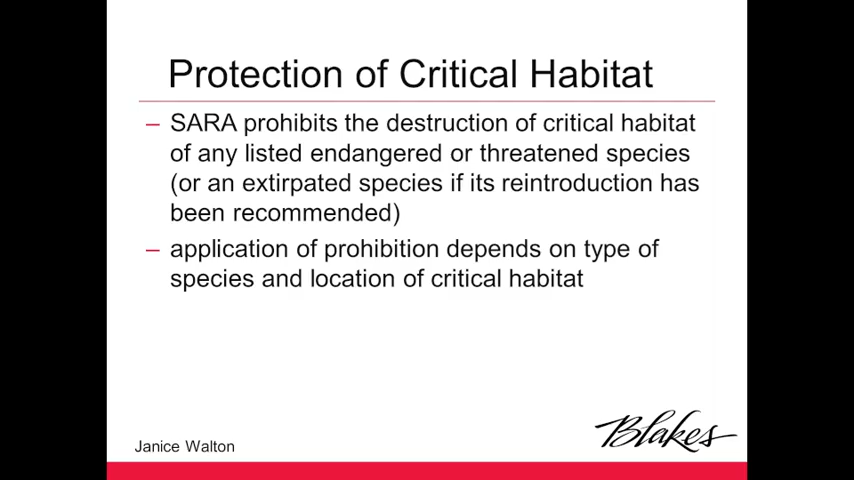 Protection of Critical Habitat
– SARA prohibits the destruction of critical habitat
of any listed endangered or threatened species
(or an extirpated species if its reintroduction has
been recommended)
– application of prohibition depends on type of
species and location of critical habitat
Blakes
Janice Walton